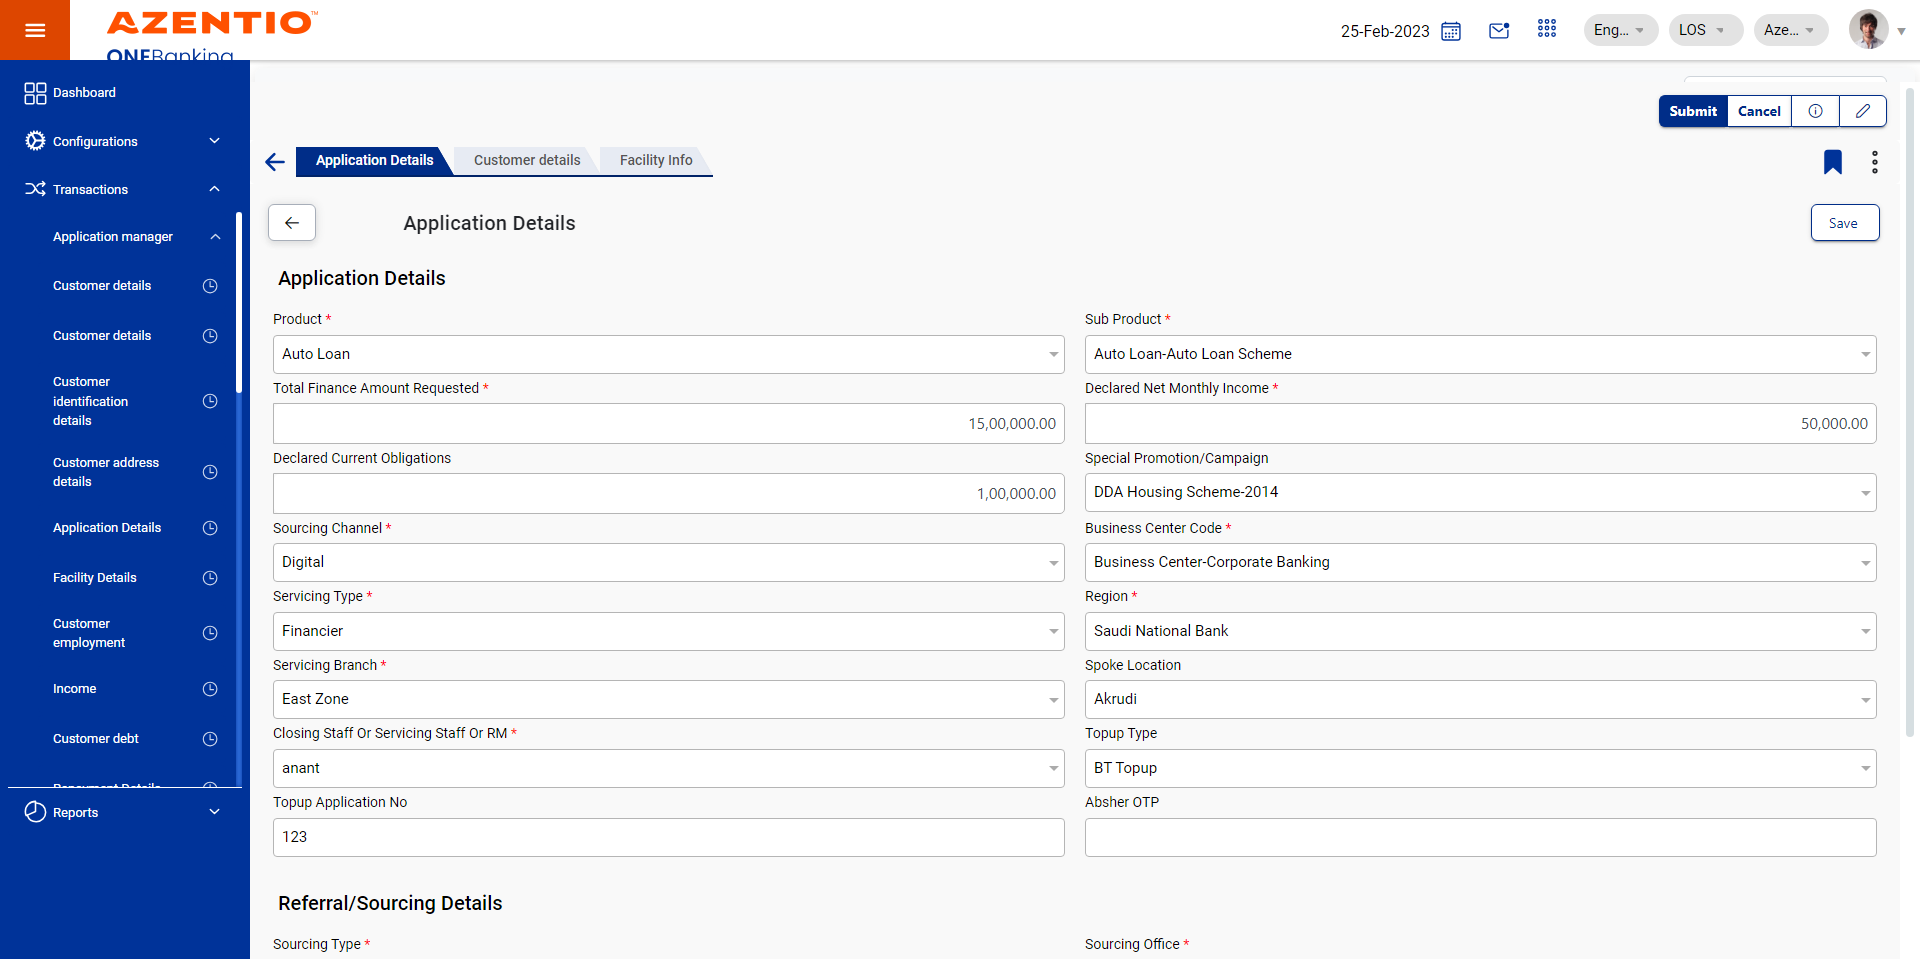 AZENTIO™
ONEBanking
25-Feb-2023
Eng...
LOS
Aze...
Dashboard
Configurations
Transactions
Application manager
Customer details
Customer details
Customer
identification
details
Customer address
details
Application Details
Facility Details
Customer
employment
Income
Customer debt
Repayment Details
Reports
Submit
Cancel
Application Details
Customer details
Facility Info
Application Details
Save
Application Details
Product *
Sub Product *
Auto Loan
Auto Loan-Auto Loan Scheme
Total Finance Amount Requested *
Declared Net Monthly Income *
15,00,000.00
50,000.00
Declared Current Obligations
Special Promotion/Campaign
1,00,000.00
DDA Housing Scheme-2014
Sourcing Channel *
Business Center Code *
Digital
Business Center-Corporate Banking
Servicing Type *
Region *
Financier
Saudi National Bank
Servicing Branch *
Spoke Location
East Zone
Akrudi
Closing Staff Or Servicing Staff Or RM *
Topup Type
anant
BT Topup
Topup Application No
Absher OTP
123
Referral/Sourcing Details
Sourcing Type *
Sourcing Office *